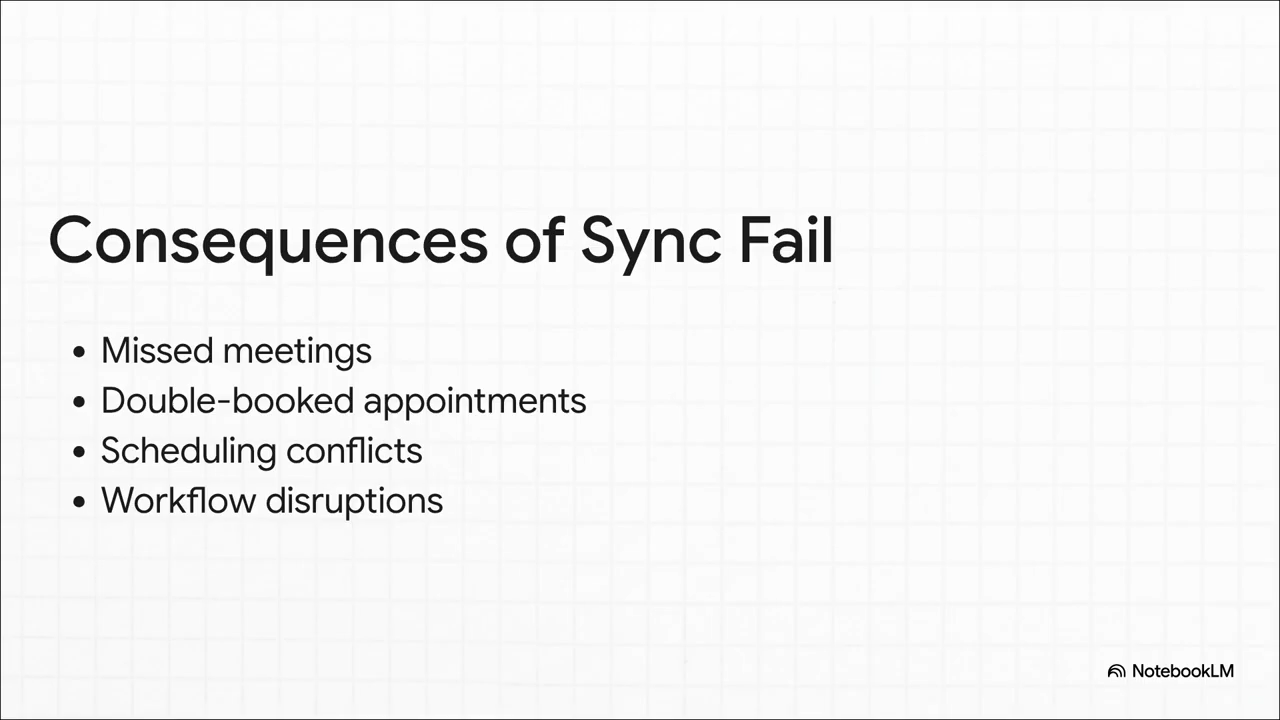 Consequences of Sync Fail
• Missed meetings
• Double-booked appointments
• Scheduling conflicts
• Workflow disruptions
NotebookLM